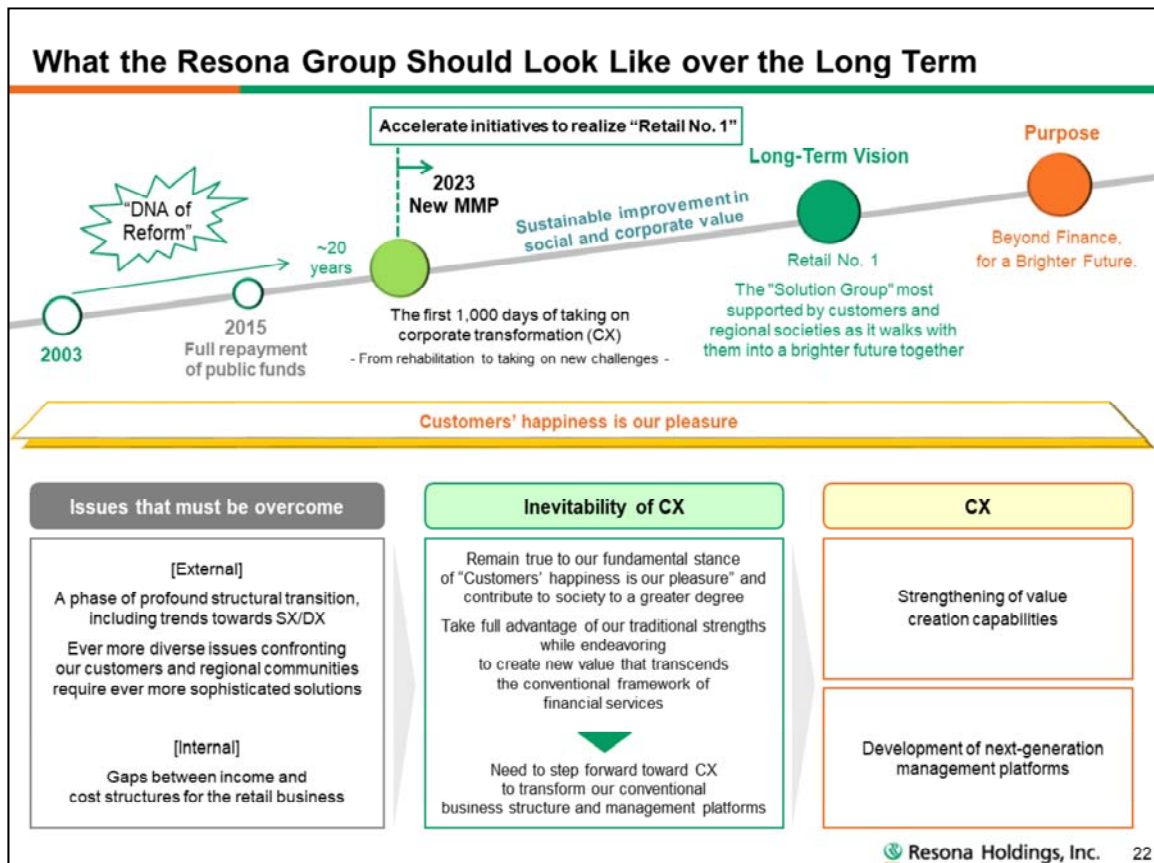 What the Resona Group Should Look Like over the Long Term
Accelerate initiatives to realize "Retail No. 1"
Purpose
Long-Term Vision
2023
New MMP
"DNA of
Reform"
~20
years
Sustainable improvement in
social and corporate value
Beyond Finance,
for a Brighter Future.
Retail No. 1
The "Solution Group" most
supported by customers and
regional societies as it walks with
them into a brighter future together
The first 1,000 days of taking on
corporate transformation (CX)
- From rehabilitation to taking on new challenges -
2003
2015
Full repayment
of public funds
Customers' happiness is our pleasure
Issues that must be overcome
[External]
A phase of profound structural transition,
including trends towards SX/DX
Ever more diverse issues confronting
our customers and regional communities
require ever more sophisticated solutions
[Internal]
Gaps between income and
cost structures for the retail business
Inevitability of CX
Remain true to our fundamental stance
of "Customers' happiness is our pleasure" and
contribute to society to a greater degree
Take full advantage of our traditional strengths
while endeavoring
to create new value that transcends
the conventional framework of
financial services
Need to step forward toward CX
to transform our conventional
business structure and management platforms
CX
Strengthening of value
creation capabilities
Development of next-generation
management platforms
Resona Holdings, Inc. 22